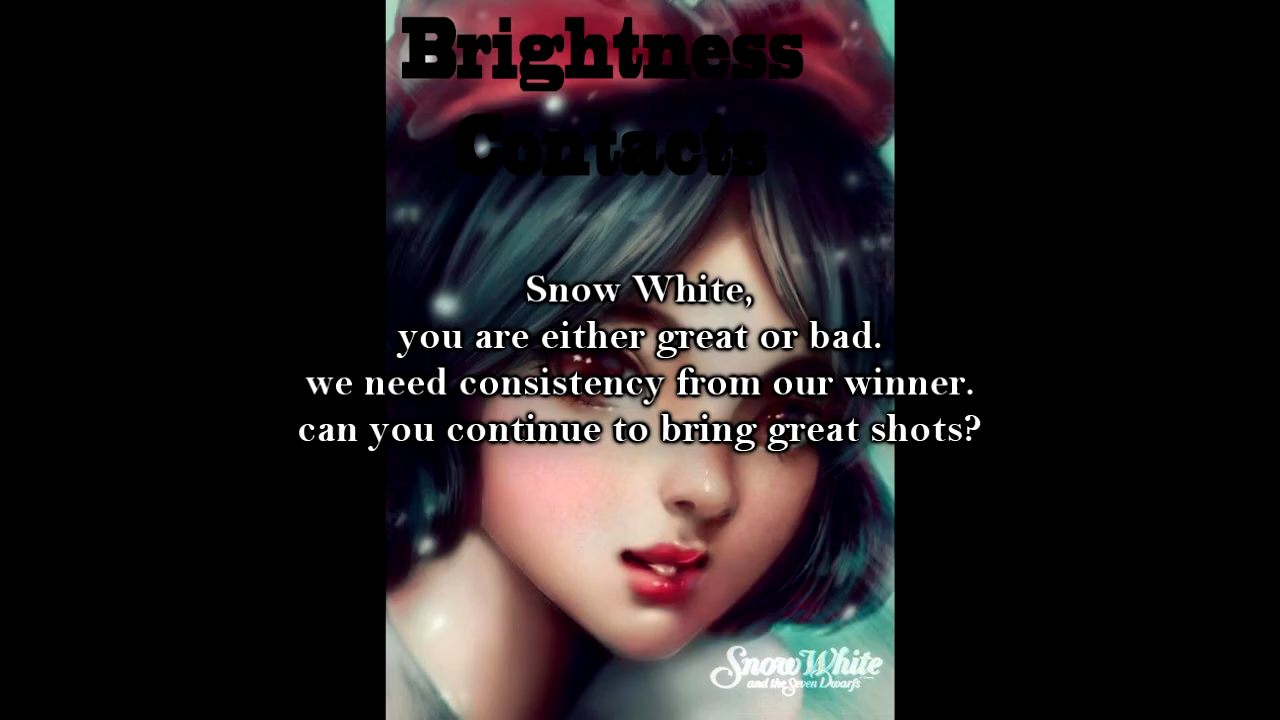 Brightness
Contacts
Snow White,
you are either great or bad.
we need consistency from our winner.
can you continue to bring great shots?
Snow White
and the Seven Dwarfs